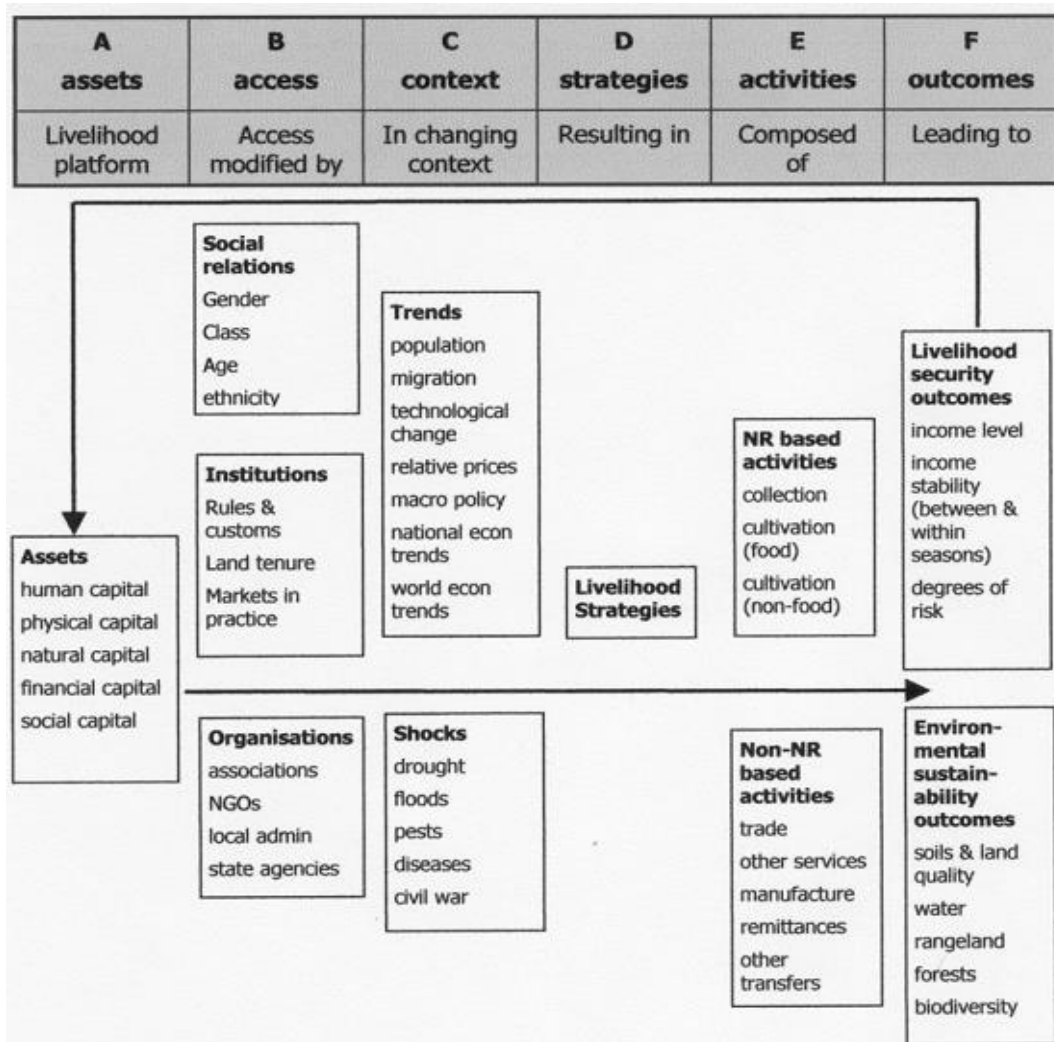 A
assets
B
access
C
context
D
strategies
E
activities
F
outcomes
Livelihood
platform
Access
modified by
In changing
context
Resulting in
Composed
of
Leading to
Assets
human capital
physical capital
natural capital
financial capital
social capital
Social
relations
Gender
Class
Age
ethnicity
Institutions
Rules &
customs
Land tenure
Markets in
practice
Organisations
associations
NGOs
local admin
state agencies
Trends
population
migration
technological
change
relative prices
macro policy
national econ
trends
world econ
trends
Shocks
drought
floods
pests
diseases
civil war
Livelihood
Strategies
NR based
activities
collection
cultivation
(food)
cultivation
(non-food)
Non-NR
based
activities
trade
other services
manufacture
remittances
other
transfers
Livelihood
security
outcomes
income level
income
stability
(between &
within
seasons)
degrees of
risk
Environ-
mental
sustain-
ability
outcomes
soils & land
quality
water
rangeland
forests
biodiversity